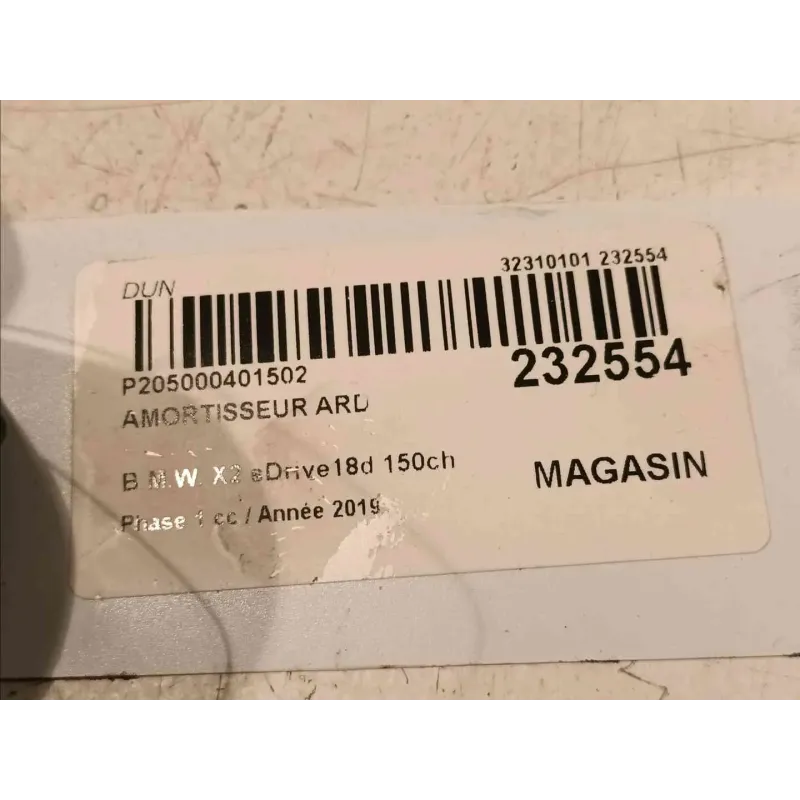 DUN
32310101 232554
P205000401502
232554
AMORTISSEUR ARD
B.M.W. X2 sDrive18d 150ch
MAGASIN
Phase 1 cc / Année 2019